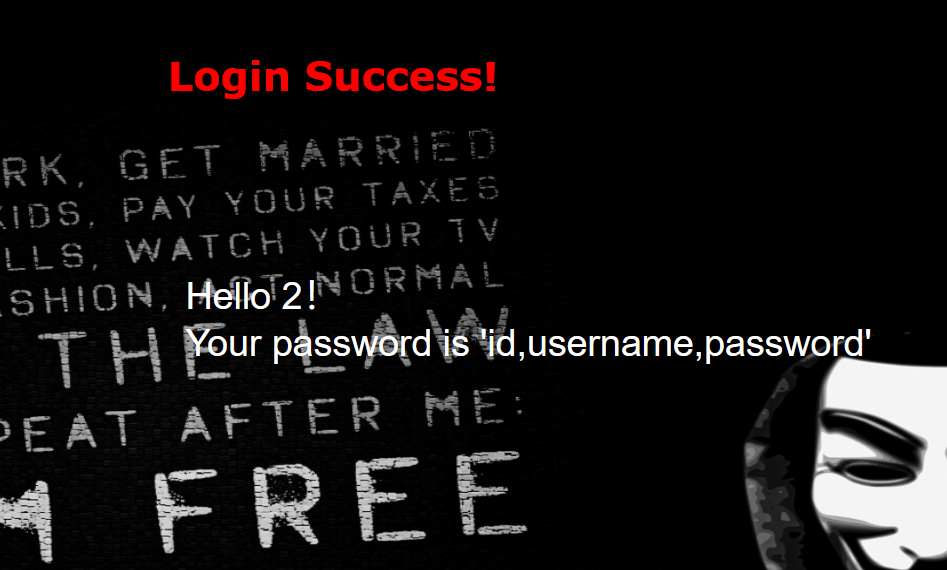 Login Success!
RK, GET MARRIED
KIDS, PAY YOUR TAXES
LLS, WATCH YOUR TV
ASHION, ACT NORMAL
Hello 2!
THE LAW
Your password is 'id,username,password'
PEAT AFTER ME:
M FREE